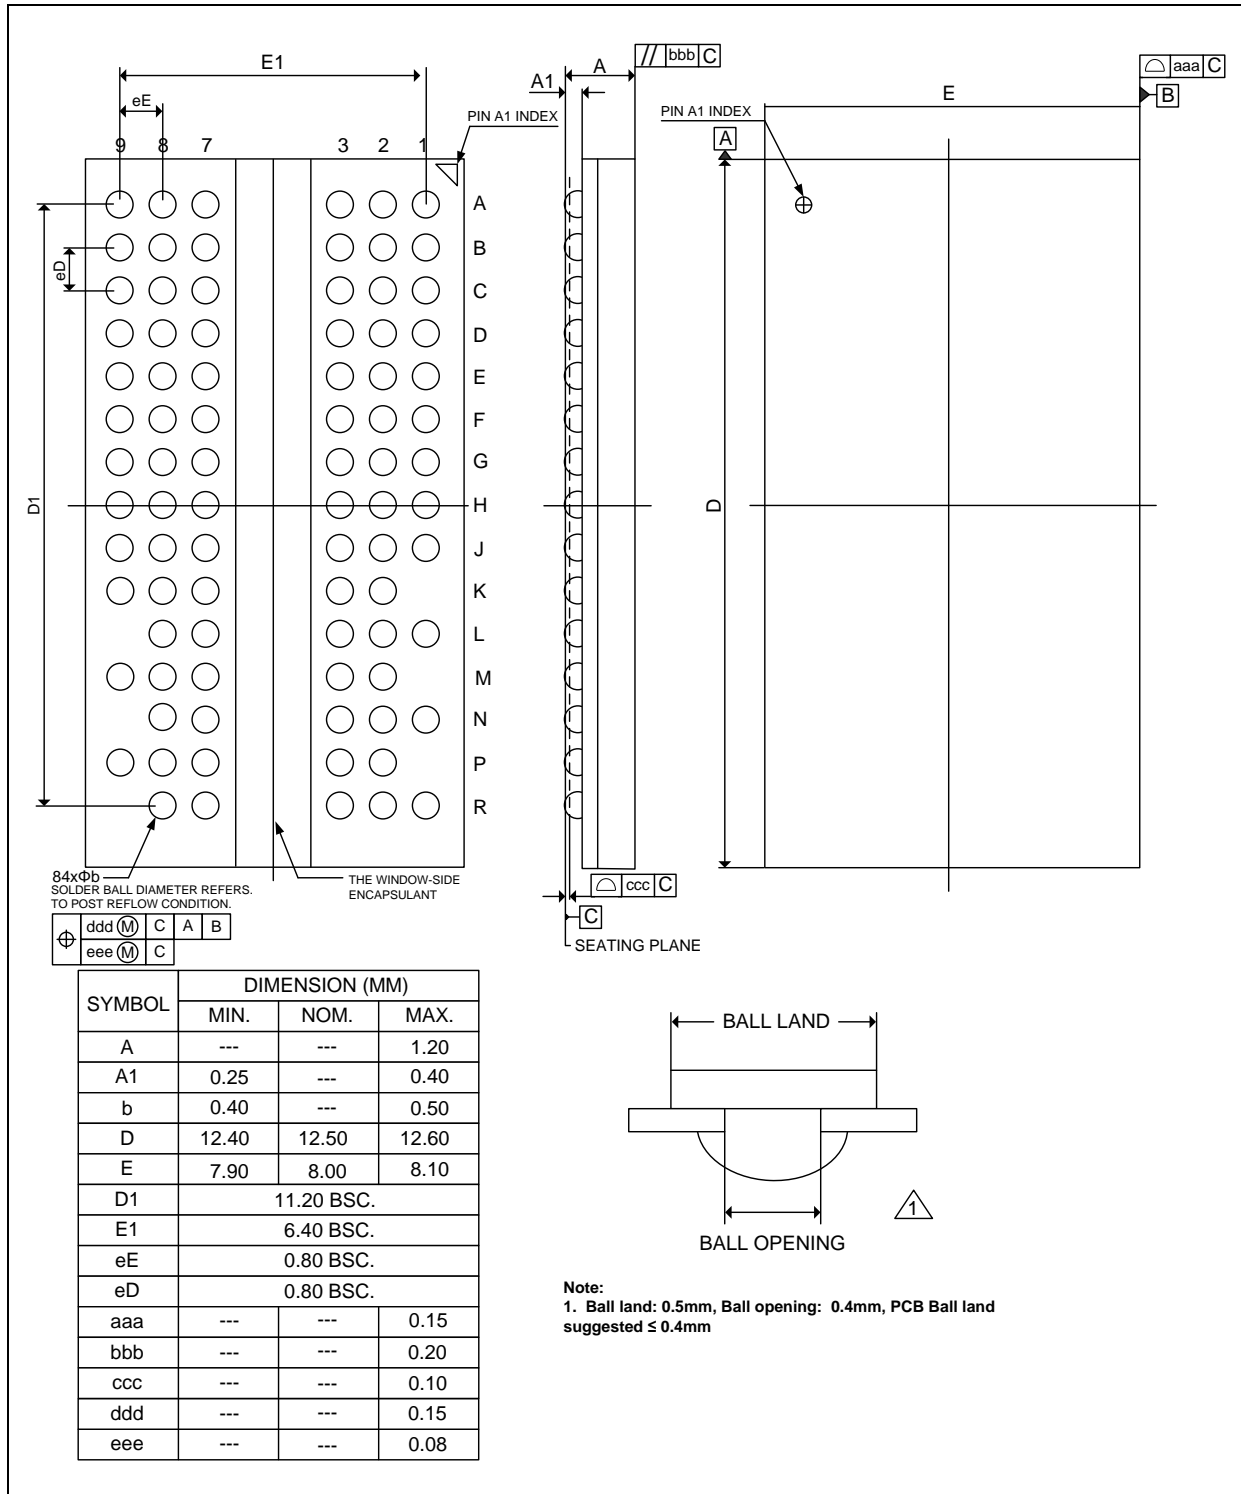 E1
eE
9 8 7 3 2 1
PIN A1 INDEX
A
B
C
D
E
F
G
H
J
K
L
M
N
P
R
eD
D1
84xΦb
SOLDER BALL DIAMETER REFERS.
TO POST REFLOW CONDITION.
THE WINDOW-SIDE
ENCAPSULANT
⌖ ddd Ⓜ C A B
eee Ⓜ C
A
A1
// bbb C
ccc C
C
SEATING PLANE
aaa C
B
E
PIN A1 INDEX
A
D
SYMBOL DIMENSION (MM)
MIN. NOM. MAX.
A --- --- 1.20
A1 0.25 --- 0.40
b 0.40 --- 0.50
D 12.40 12.50 12.60
E 7.90 8.00 8.10
D1 11.20 BSC.
E1 6.40 BSC.
eE 0.80 BSC.
eD 0.80 BSC.
aaa --- --- 0.15
bbb --- --- 0.20
ccc --- --- 0.10
ddd --- --- 0.15
eee --- --- 0.08
BALL LAND
1
BALL OPENING
Note:
1. Ball land: 0.5mm, Ball opening: 0.4mm, PCB Ball land
suggested ≤ 0.4mm